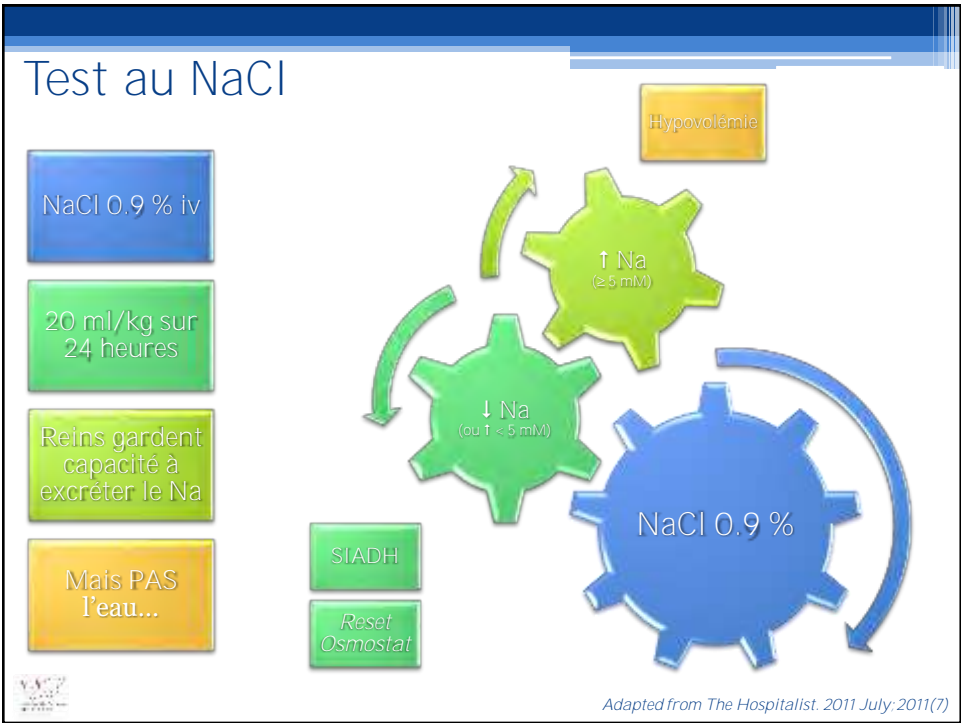 Test au NaCl
NaCl 0.9 % iv
20 ml/kg sur
24 heures
Reins gardent
capacité à
excréter le Na
Mais PAS
l'eau...
Hypovolémie
↑ Na
(≥ 5 mM)
↓ Na
(ou ↑ < 5 mM)
NaCl 0.9 %
SIADH
Reset
Osmostat
Adapted from The Hospitalist. 2011 July;2011(7)